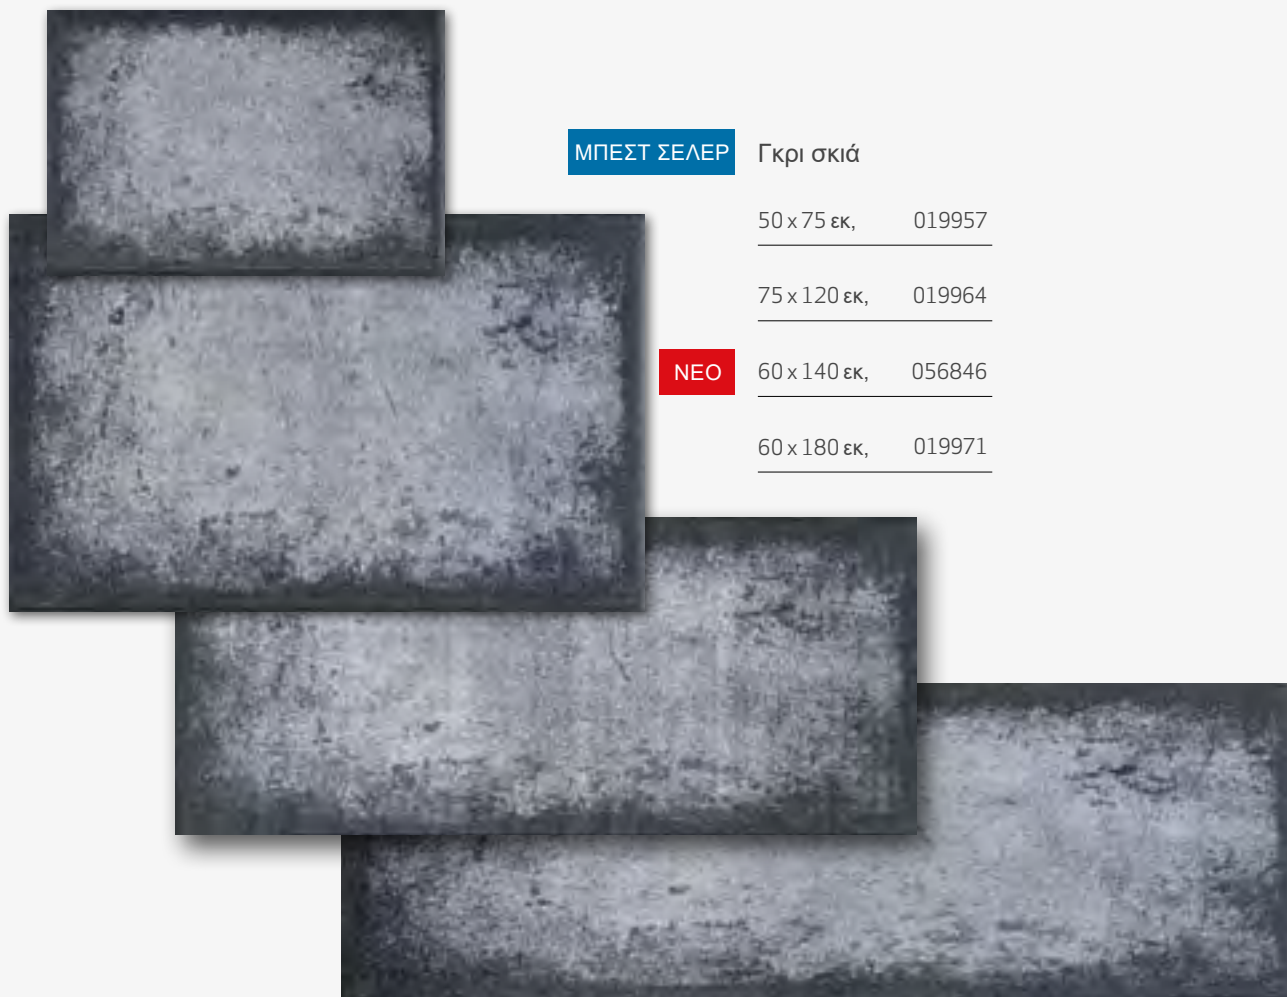 ΜΠΕΣΤ ΣΕΛΕΡ Γκρι σκιά
50 x 75 εκ, 019957
75 x 120 εκ, 019964
ΝΕΟ 60 x 140 εκ, 056846
60 x 180 εκ, 019971